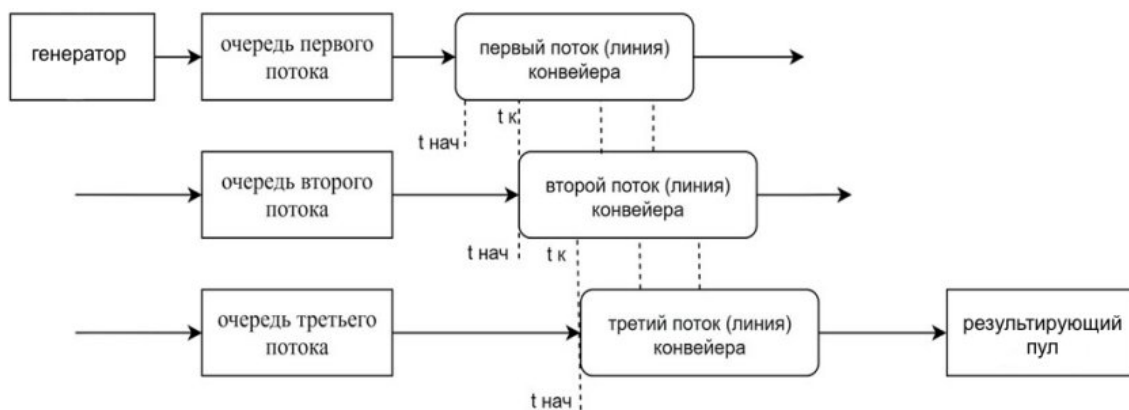 генератор
очередь первого
потока
первый поток (линия)
конвейера
t нач
t к
очередь второго
потока
второй поток (линия)
конвейера
t нач
t к
очередь третьего
потока
третий поток (линия)
конвейера
результирующий
пул
t нач